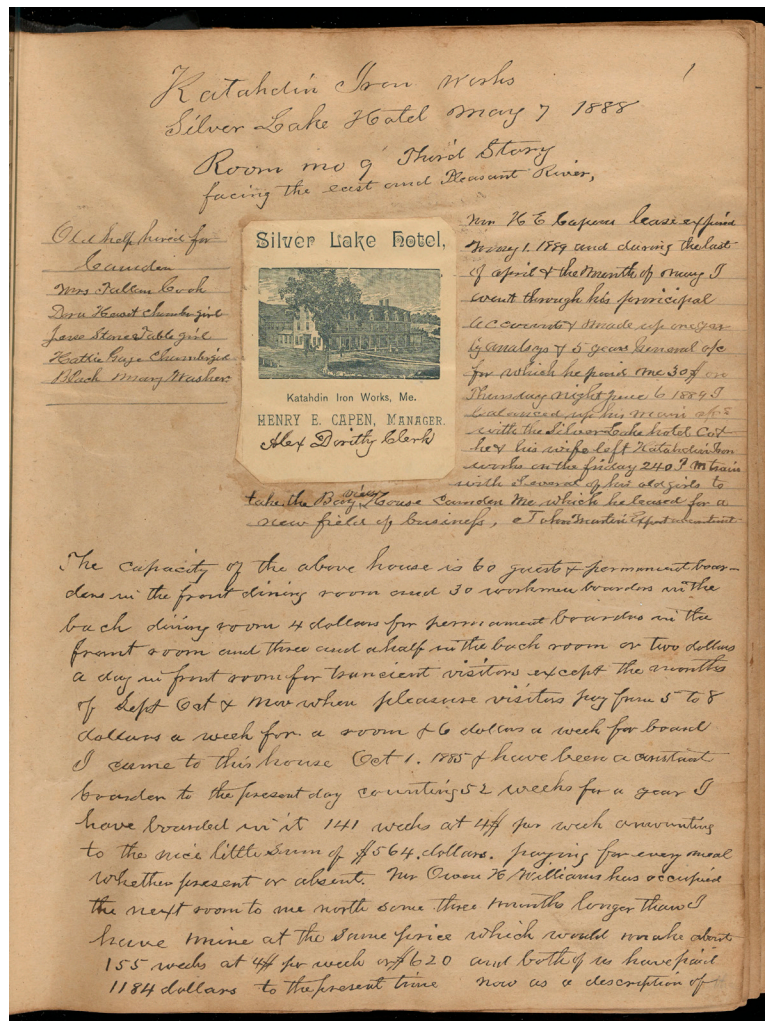 1
Katahdin Iron works
Silver Lake Hotel may 7 1888
Room no 9 Third Story
facing the east and Pleasant River,
Old help hired for
Camden
Mrs Cook
Dora Chambergirl
Jane Stone Table girl
Hattie Gage Chambergirl
Black mary Washer
Silver Lake Hotel,
Katahdin Iron Works, Me.
HENRY E. CAPEN, MANAGER.
Alex Dority Clerk
Mr H E Capens lease expired
may 1. 1889 and during the last
of april & the month of may I
went through his principal
accounts & made up
analsys & 5 years General a/c
for which he paid me 30$ on
Thursday night June 6 1889 I
balanced up his main
with the Silver Lake hotel Co &
he & his wife left Katahdin Iron
works on the friday 240 P.M train
with Several of his old girls to
take the Bay view House Camden Me which he leased for a
new field of business, John Martin Expert accountant
The capacity of the above house is 60 guests & permanent boar-
ders in the front dining room and 30 workmen boarders in the
back dining room 4 dollars for permament boarders in the
front room and three and a half in the back room or two dollars
a day in front room for trancient visitors except the months
of Sept Oct & Nov when pleasure visitors pay from 5 to 8
dollars a week for a room & 6 dollars a week for board
I came to this house Oct 1. 1885 & have been a constant
boarder to the present day counting 52 weeks for a year I
have boarded in it 141 weeks at 4$ per week amounting
to the nice little sum of $564. dollars. paying for every meal
whether present or absent. Mr Owen H Williams has occupied
the next room to me north some three months longer than I
have mine at the same price which would make about
155 weeks at 4$ per week or $620 and both of us have paid
1184 dollars to the present time now as a description of